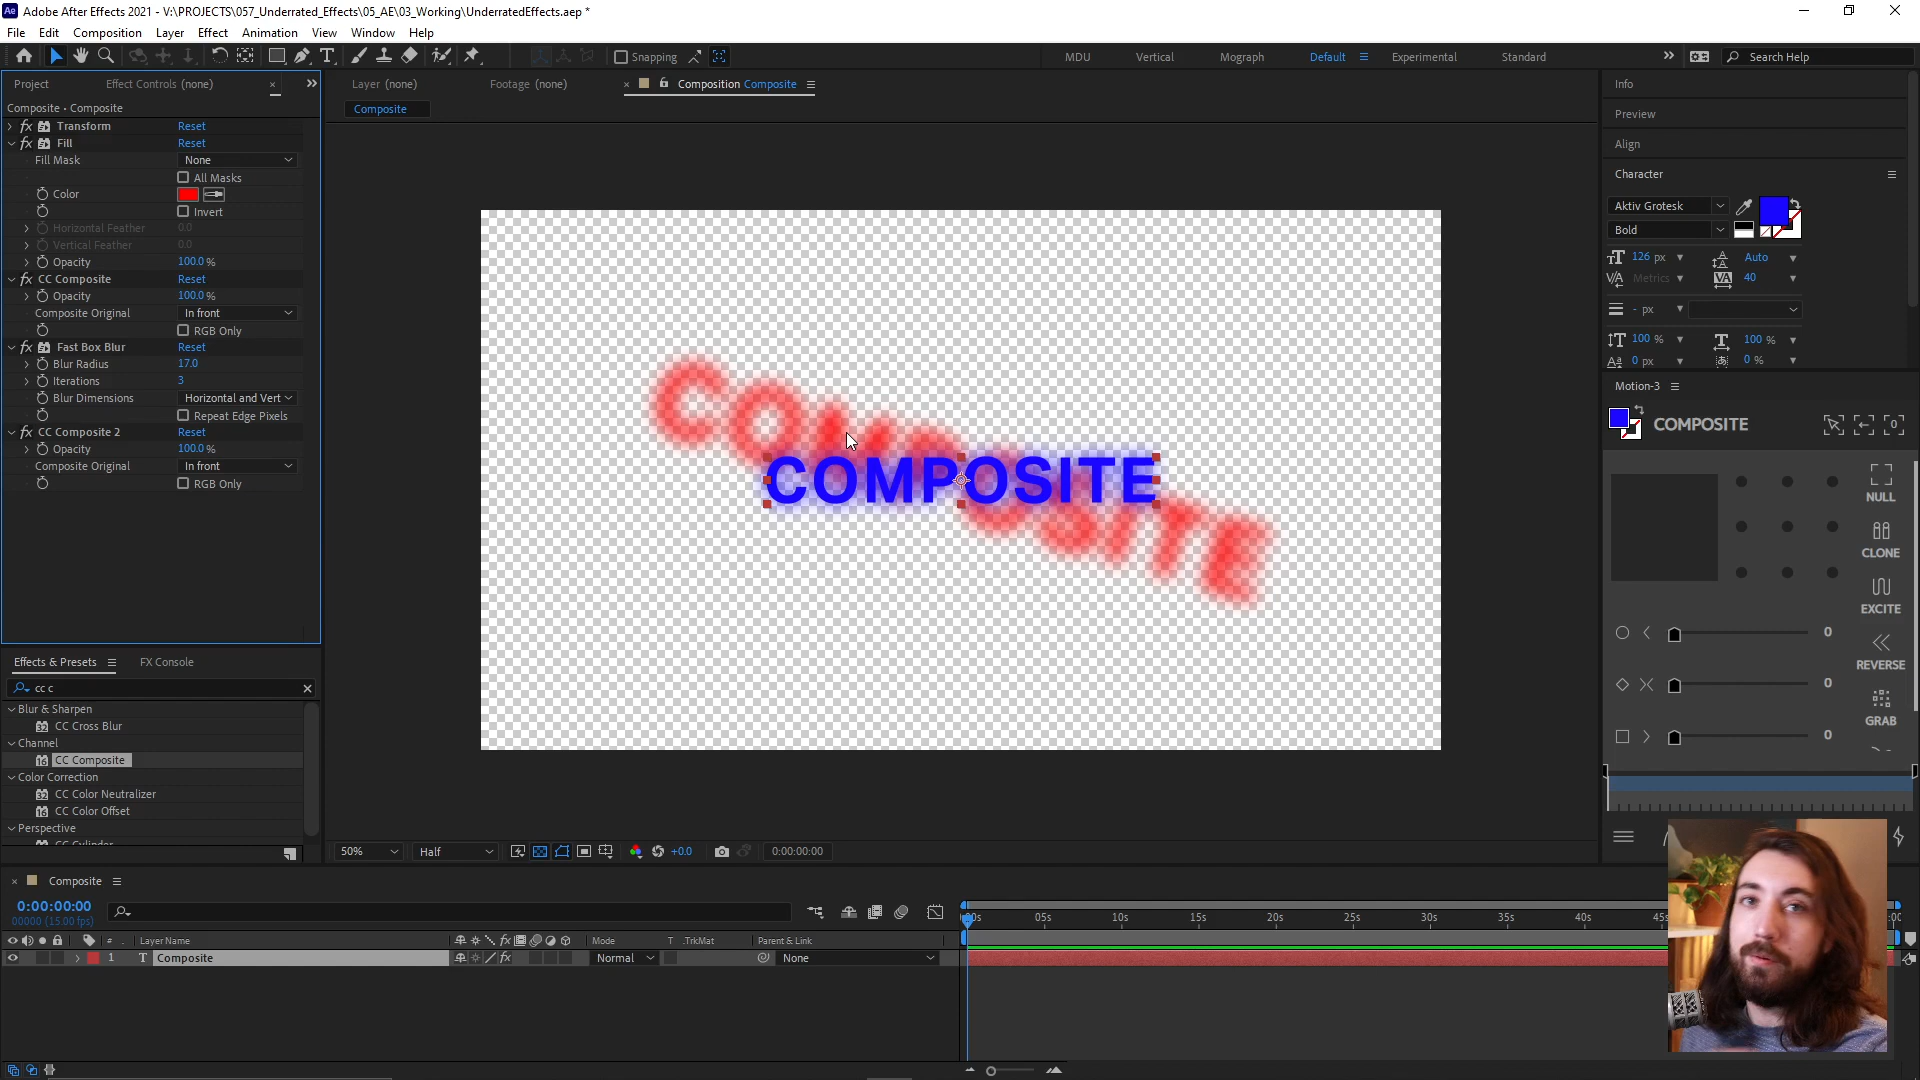 Adobe After Effects 2021 - V:\PROJECTS\057_Underrated_Effects\05_AE\03_Working\UnderratedEffects.aep *
File Edit Composition Layer Effect Animation View Window Help
Snapping MDU Vertical Mograph Default Experimental Standard Search Help
Project Effect Controls (none)
Layer (none) Footage (none) Composition Composite
Composite • Composite
Composite
Transform Reset
Fill Reset
Fill Mask None
All Masks
Color
Invert
Horizontal Feather 0.0
Vertical Feather 0.0
Opacity 100.0 %
CC Composite Reset
Opacity 100.0 %
Composite Original In front
RGB Only
Fast Box Blur Reset
Blur Radius 17.0
Iterations 3
Blur Dimensions Horizontal and Vert
Repeat Edge Pixels
CC Composite 2 Reset
Opacity 100.0 %
Composite Original In front
RGB Only
COMPOSITE
COMPOSITE
Info
Preview
Align
Character
Aktiv Grotesk
Bold
126 px Auto
Metrics 40
- px
100 % 100 %
0 px 0 %
Motion-3
COMPOSITE
NULL
CLONE
EXCITE
0
REVERSE
0
GRAB
0
Effects & Presets FX Console
cc c
Blur & Sharpen
CC Cross Blur
Channel
CC Composite
Color Correction
CC Color Neutralizer
CC Color Offset
Perspective
CC Cylinder
50% Half +0.0 0:00:00:00
Composite
0:00:00:00
00000 (15.00 fps)
05s 10s 15s 20s 25s 30s 35s 40s
# Layer Name Mode T .TrkMat Parent & Link
1 T Composite Normal None